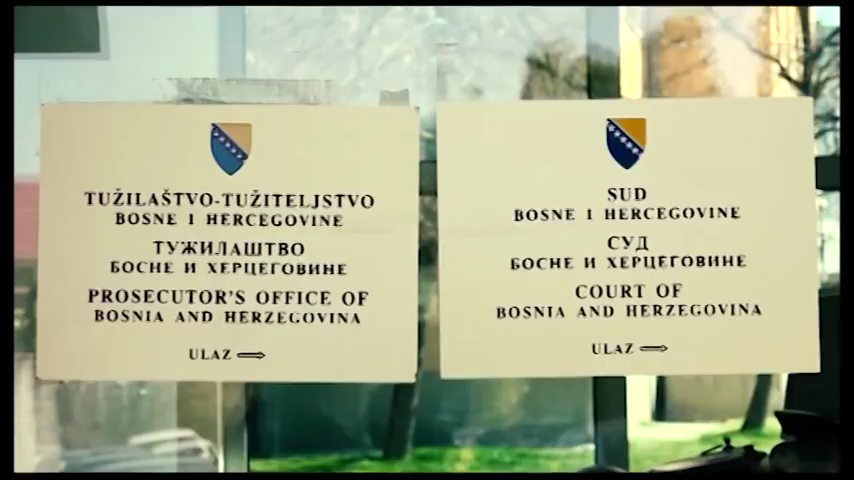 TUŽILAŠTVO-TUŽITELJSTVO
BOSNE I HERCEGOVINE
ТУЖИЛАШТВО
БОСНЕ И ХЕРЦЕГОВИНЕ
PROSECUTOR'S OFFICE OF
BOSNIA AND HERZEGOVINA
ULAZ
SUD
BOSNE I HERCEGOVINE
СУД
БОСНЕ И ХЕРЦЕГОВИНЕ
COURT OF
BOSNIA AND HERZEGOVINA
ULAZ